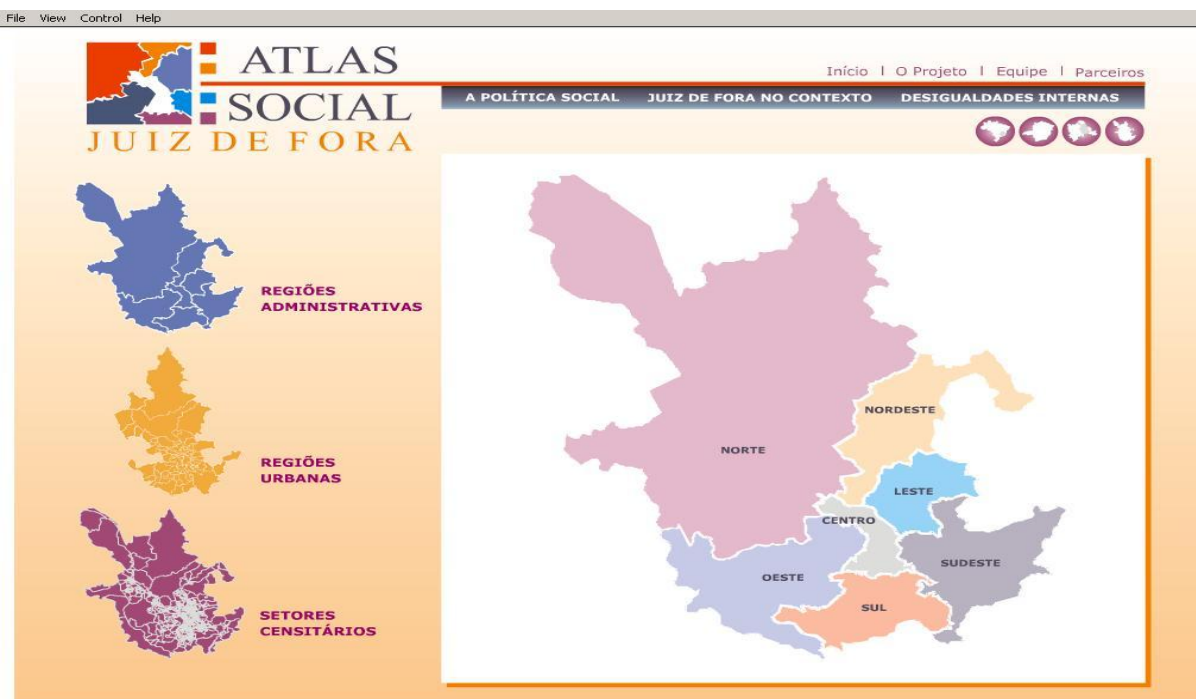 File View Control Help
ATLAS
SOCIAL
JUIZ DE FORA
Início | O Projeto | Equipe | Parceiros
A POLÍTICA SOCIAL JUIZ DE FORA NO CONTEXTO DESIGUALDADES INTERNAS
REGIÕES
ADMINISTRATIVAS
REGIÕES
URBANAS
SETORES
CENSITÁRIOS
NORDESTE
NORTE
LESTE
CENTRO
SUDESTE
OESTE
SUL